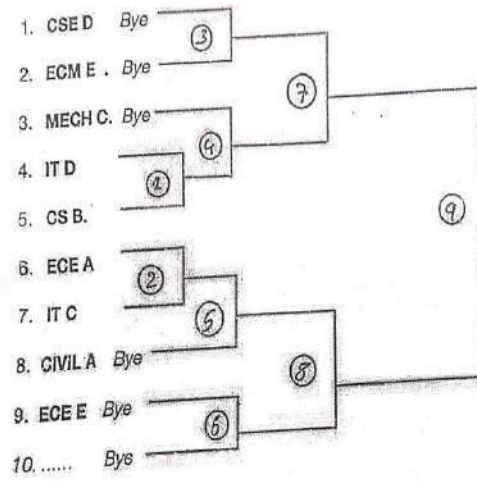 1. CSE D Bye
3
2. ECM E . Bye
7
3. MECH C. Bye
4
4. IT D
1
5. CS B.
9
6. ECE A
2
7. IT C
5
8. CIVIL A Bye
8
9. ECE E Bye
6
10. ...... Bye